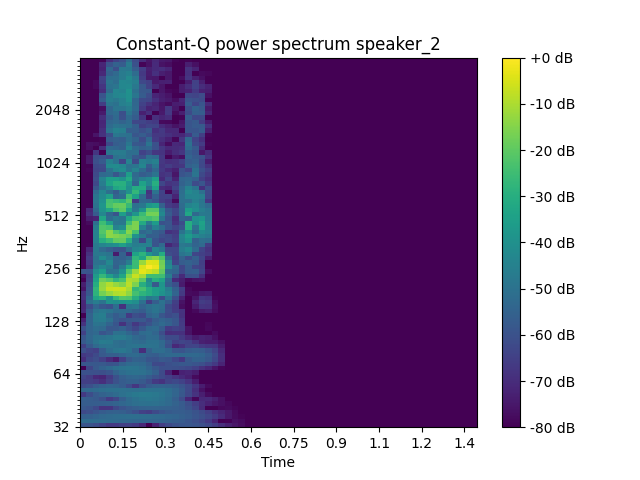 Constant-Q power spectrum speaker_2
Hz
2048
1024
512
256
128
64
32
0 0.15 0.3 0.45 0.6 0.75 0.9 1.1 1.2 1.4
Time
+0 dB
-10 dB
-20 dB
-30 dB
-40 dB
-50 dB
-60 dB
-70 dB
-80 dB